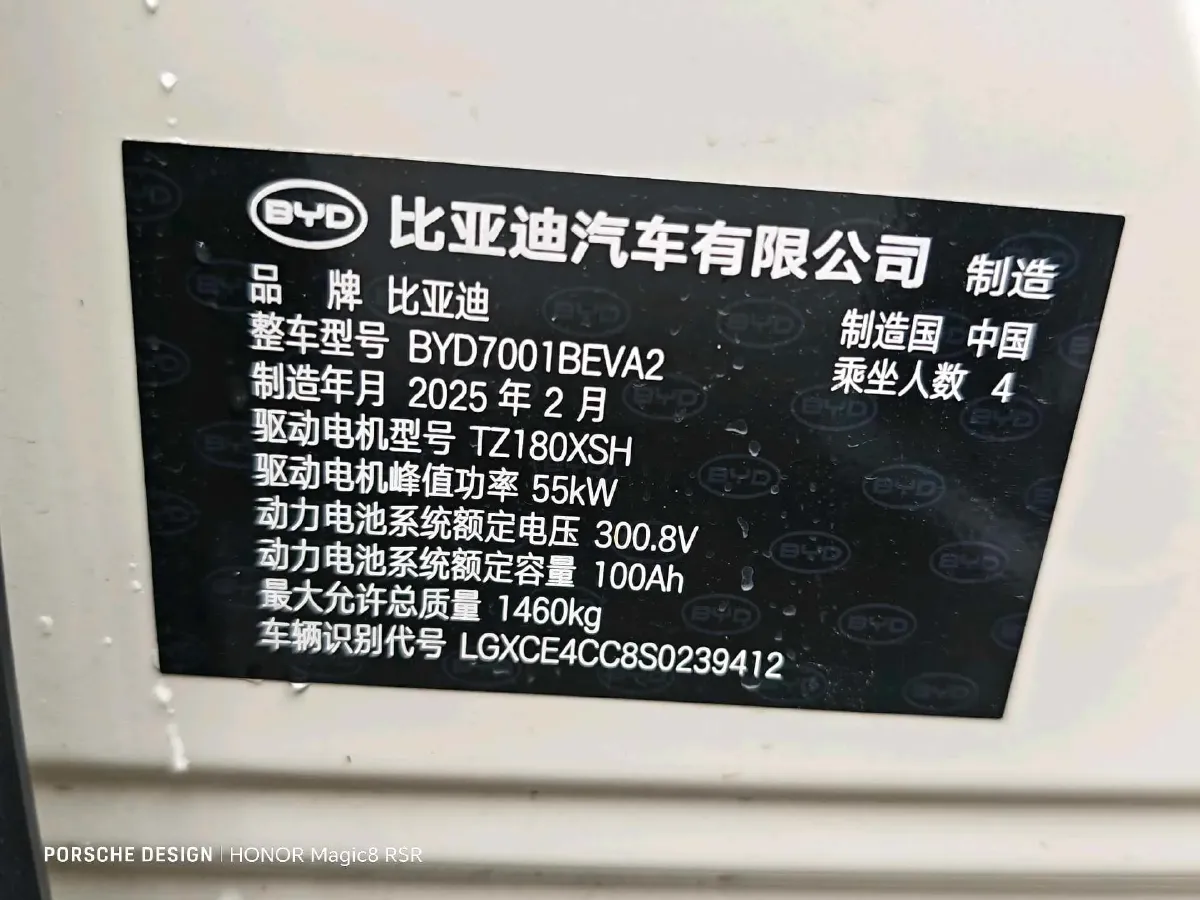 BYD 比亚迪汽车有限公司 制造
品 牌 比亚迪
制造国 中国
整车型号 BYD7001BEVA2
乘坐人数 4
制造年月 2025 年 2 月
驱动电机型号 TZ180XSH
驱动电机峰值功率 55kW
动力电池系统额定电压 300.8V
动力电池系统额定容量 100Ah
最大允许总质量 1460kg
车辆识别代号 LGXCE4CC8S0239412
PORSCHE DESIGN | HONOR Magic8 RSR